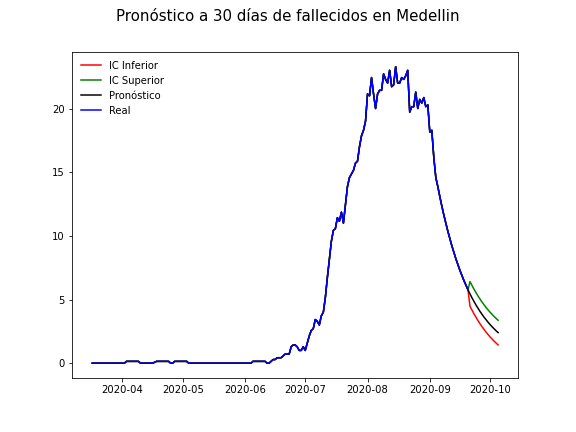 Pronóstico a 30 días de fallecidos en Medellin
IC Inferior
IC Superior
Pronóstico
Real
20
15
10
5
0
2020-04 2020-05 2020-06 2020-07 2020-08 2020-09 2020-10